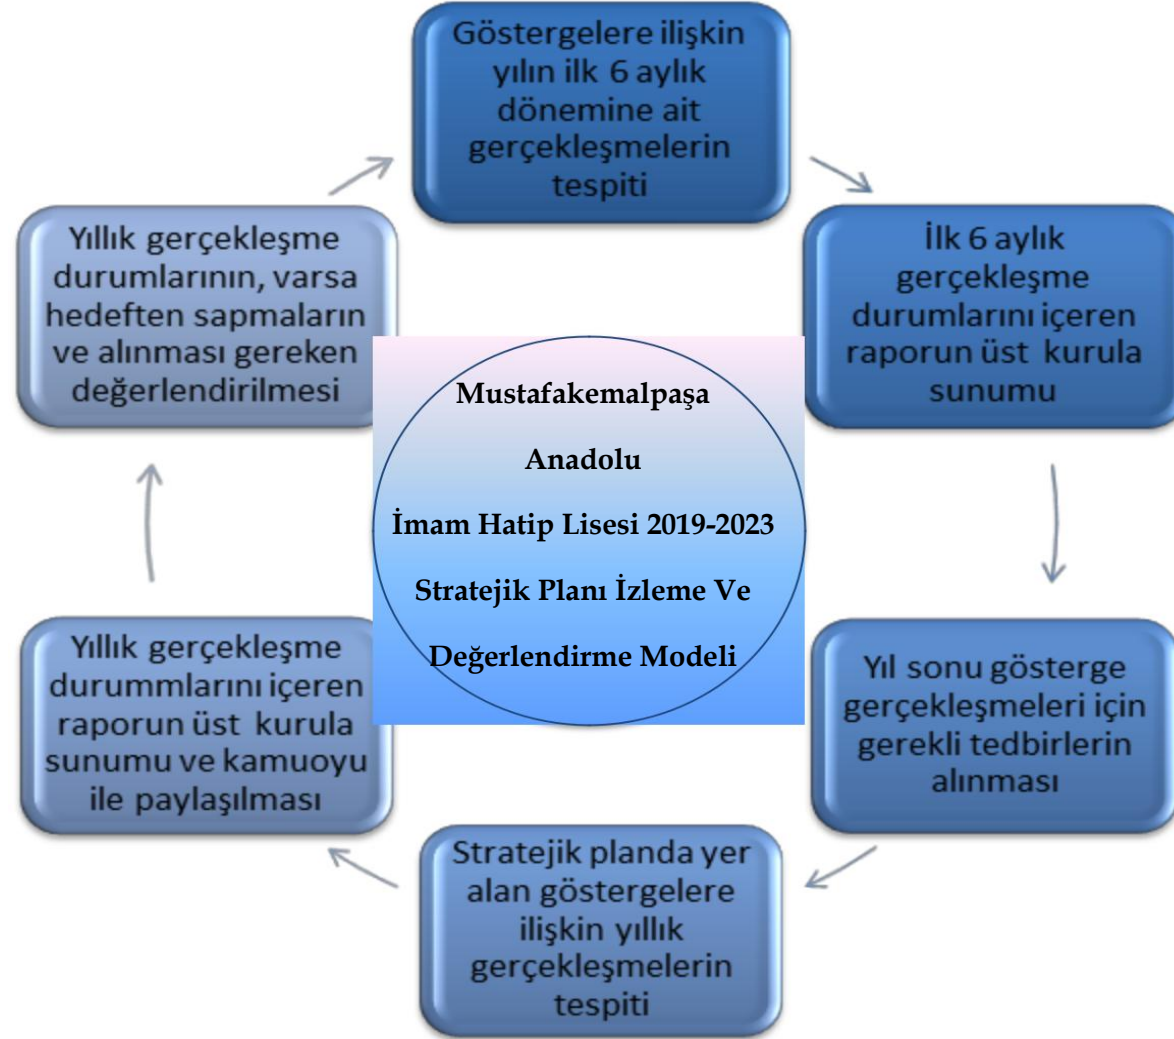 Göstergelere ilişkin
yılın ilk 6 aylık
dönemine ait
gerçekleşmelerin
tespiti
İlk 6 aylık
gerçekleşme
durumlarını içeren
raporun üst kurula
sunumu
Yıl sonu gösterge
gerçekleşmeleri için
gerekli tedbirlerin
alınması
Stratejik planda yer
alan göstergelere
ilişkin yıllık
gerçekleşmelerin
tespiti
Yıllık gerçekleşme
durummlarını içeren
raporun üst kurula
sunumu ve kamuoyu
ile paylaşılması
Yıllık gerçekleşme
durumlarının, varsa
hedeften sapmaların
ve alınması gereken
değerlendirilmesi
Mustafakemalpaşa
Anadolu
İmam Hatip Lisesi 2019-2023
Stratejik Planı İzleme Ve
Değerlendirme Modeli